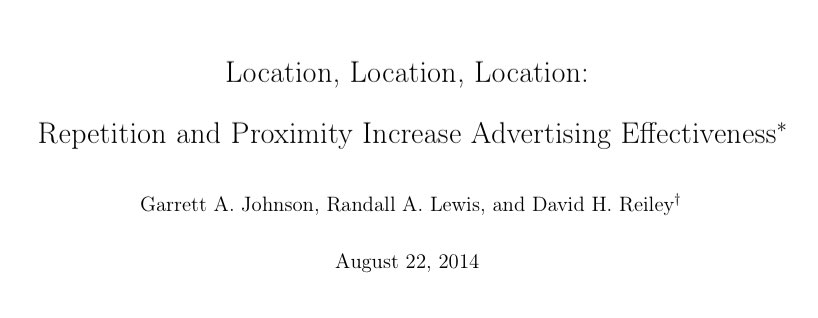 Location, Location, Location:
Repetition and Proximity Increase Advertising Effectiveness*
Garrett A. Johnson, Randall A. Lewis, and David H. Reiley†
August 22, 2014